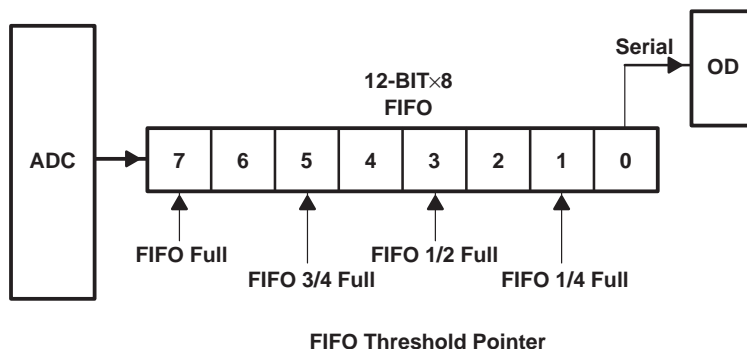 Serial
OD
12-BIT×8
FIFO
ADC
7 6 5 4 3 2 1 0
FIFO Full
FIFO 1/2 Full
FIFO 3/4 Full
FIFO 1/4 Full
FIFO Threshold Pointer